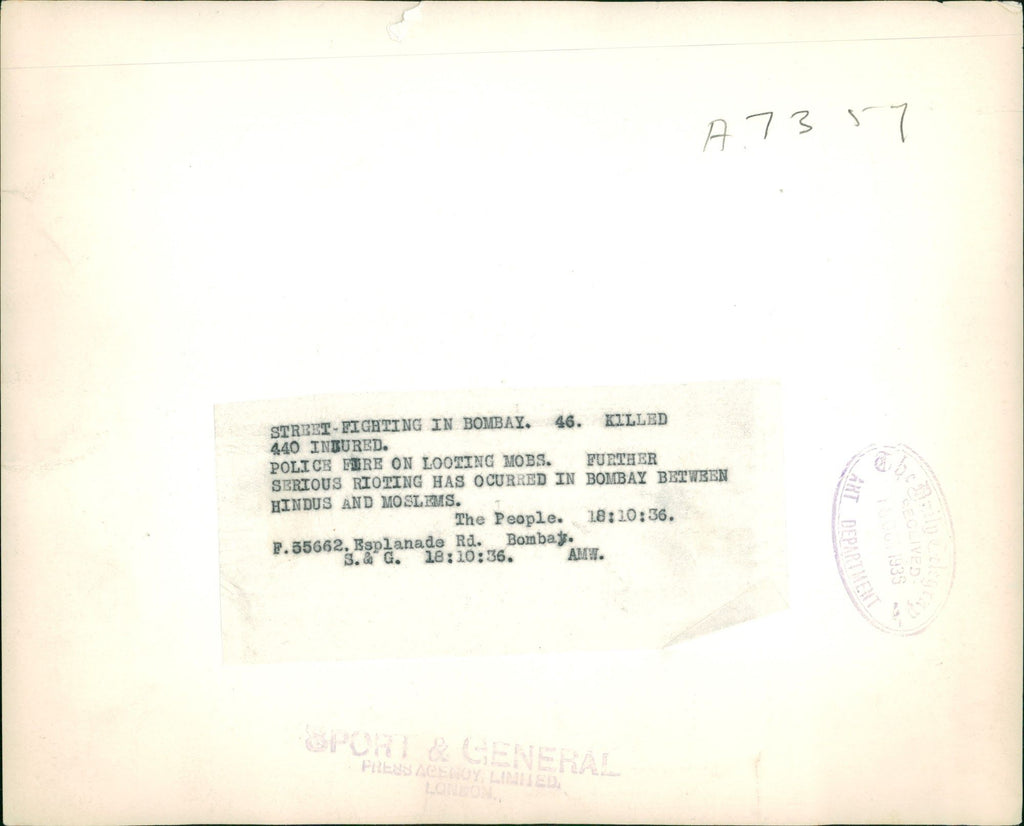 A.7357
STREET-FIGHTING IN BOMBAY. 46. KILLED
440 INJURED.
POLICE FIRE ON LOOTING MOBS. FURTHER
SERIOUS RIOTING HAS OCURRED IN BOMBAY BETWEEN
HINDUS AND MOSLEMS.
The People. 18:10:36.
F.55662. Esplanade Rd. Bombay.
S.& G. 18:10:36. AMW.
RECEIVED
1936
ART DEPARTMENT
SPORT & GENERAL
PRESS AGENCY, LIMITED,
LONDON.